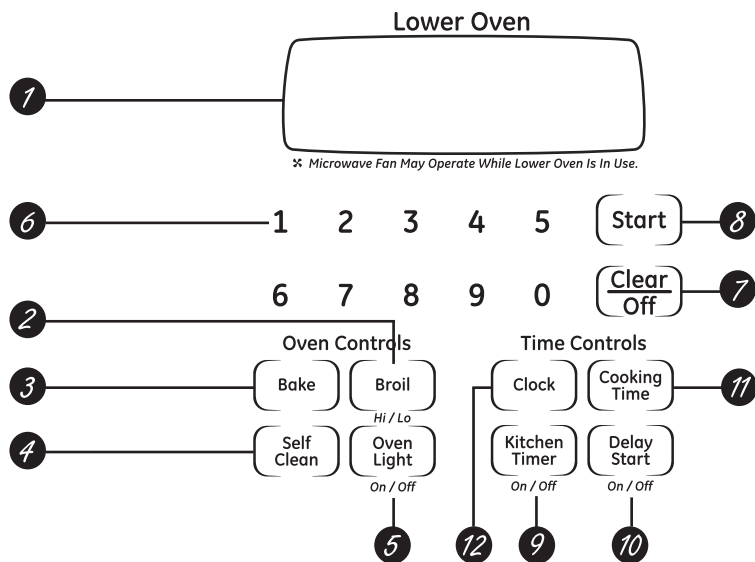 Lower Oven
1
⌘ Microwave Fan May Operate While Lower Oven Is In Use.
6 1 2 3 4 5 Start 8
6 7 8 9 0 Clear
Off 7
2
Oven Controls Time Controls
3 Bake Broil Clock Cooking
Time 11
Hi / Lo
4 Self
Clean Oven
Light Kitchen
Timer Delay
Start
On / Off On / Off On / Off
5 12 9 10